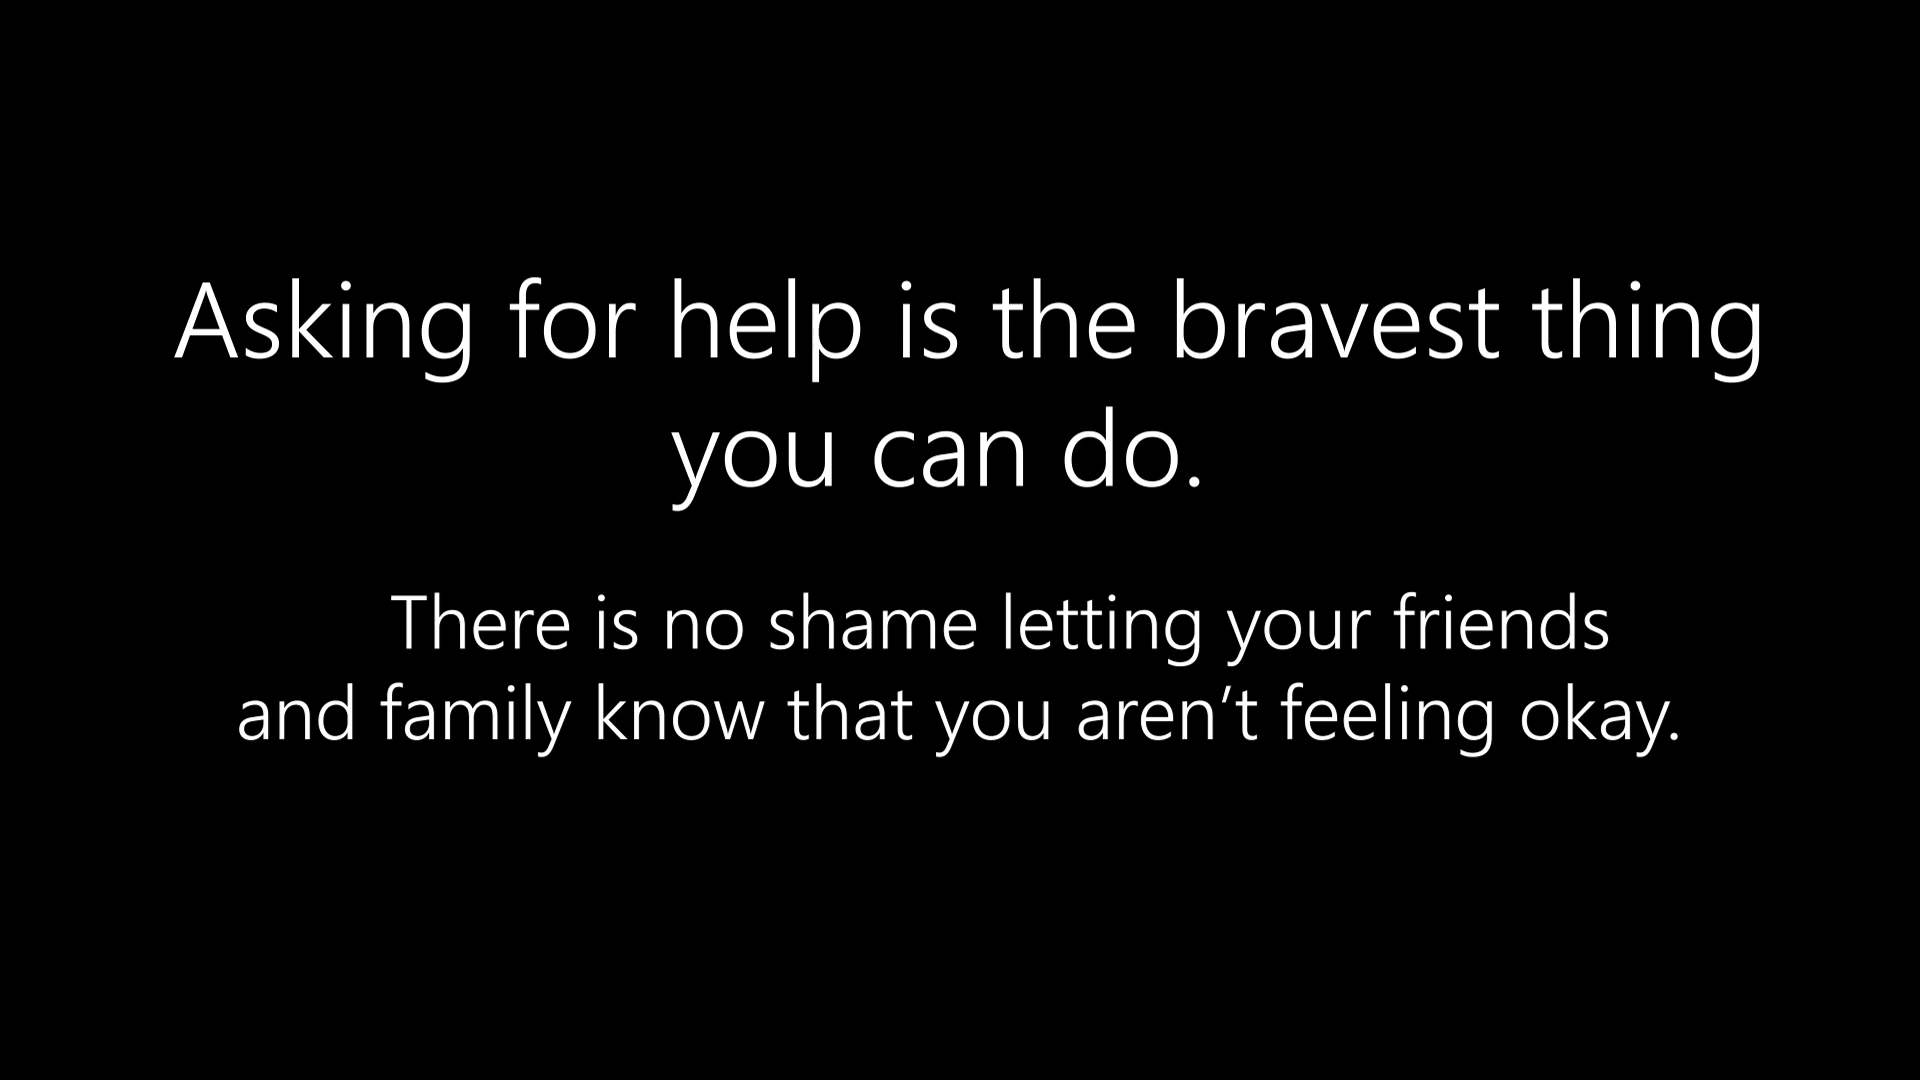 Asking for help is the bravest thing
you can do.
There is no shame letting your friends
and family know that you aren’t feeling okay.